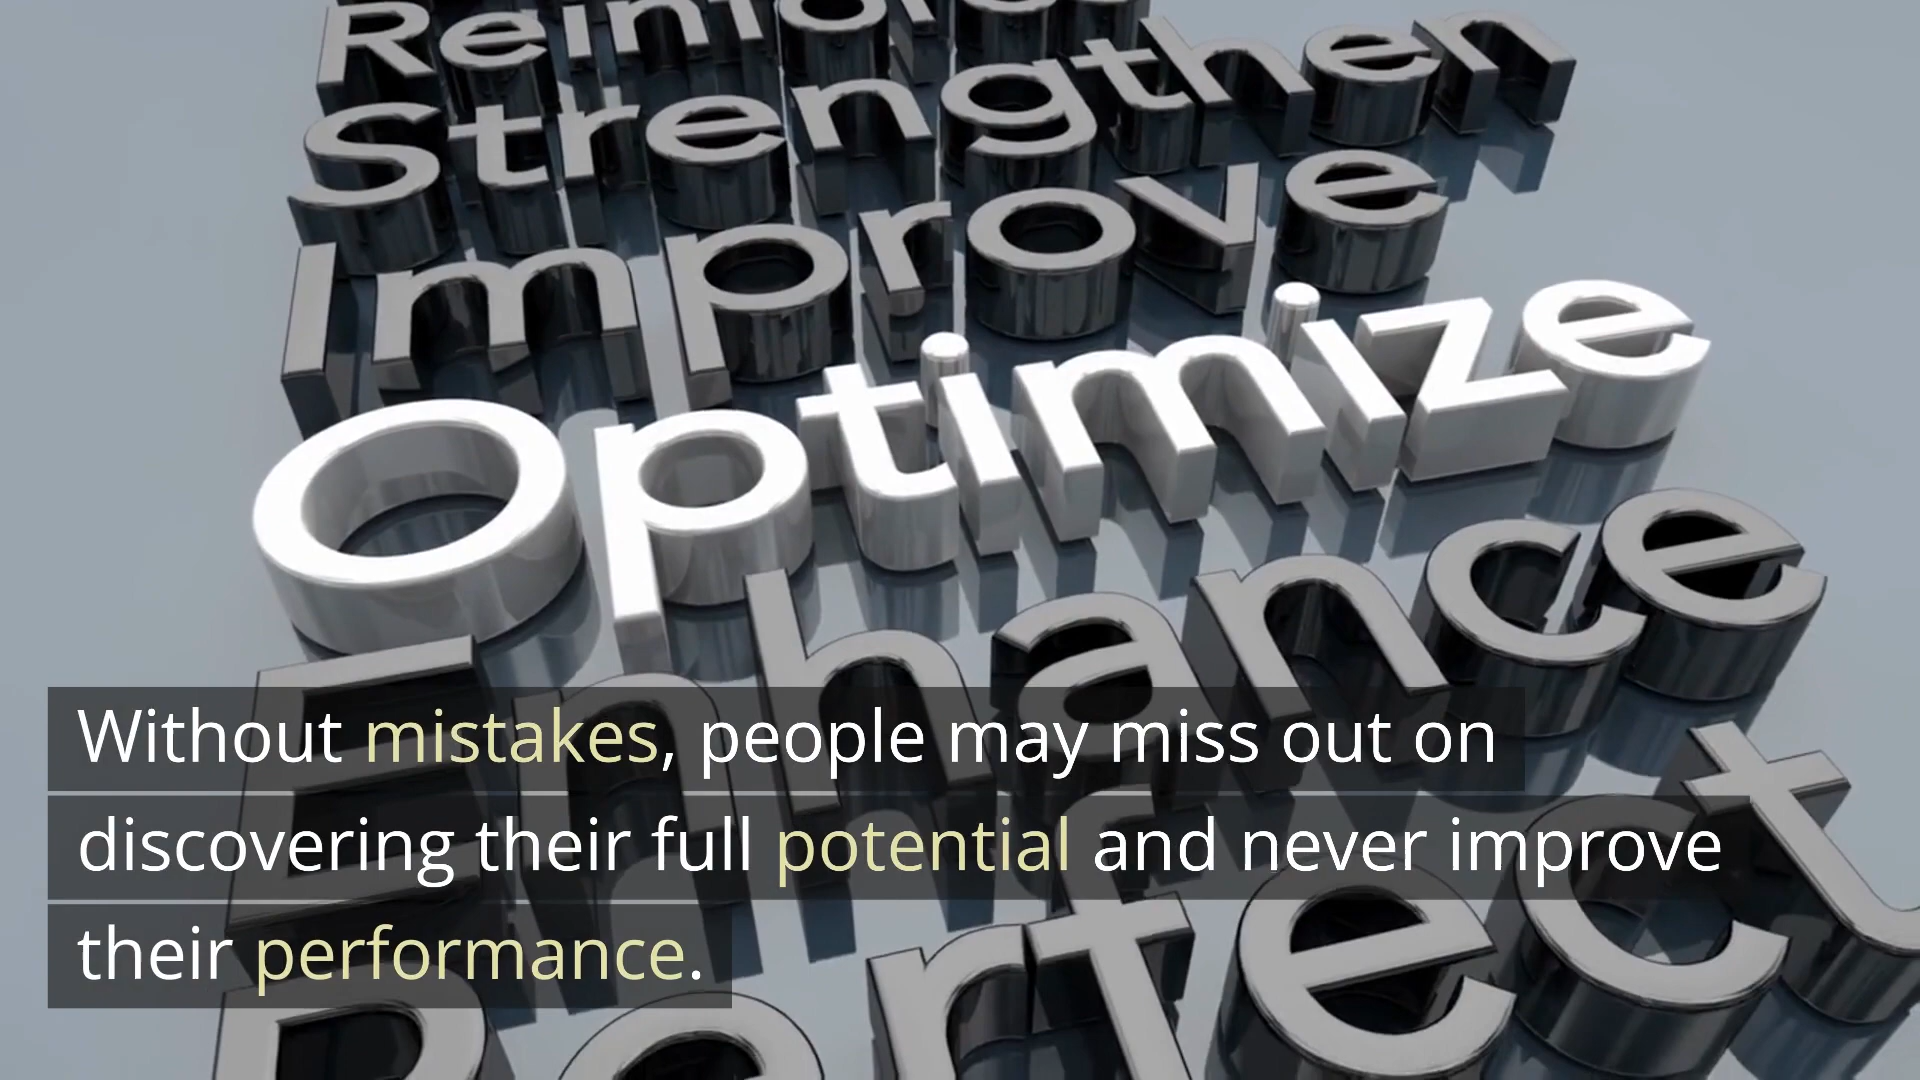 Reinforce
Strengthen
Improve
Optimize
Enhance
Perfect
Without mistakes, people may miss out on
discovering their full potential and never improve
their performance.